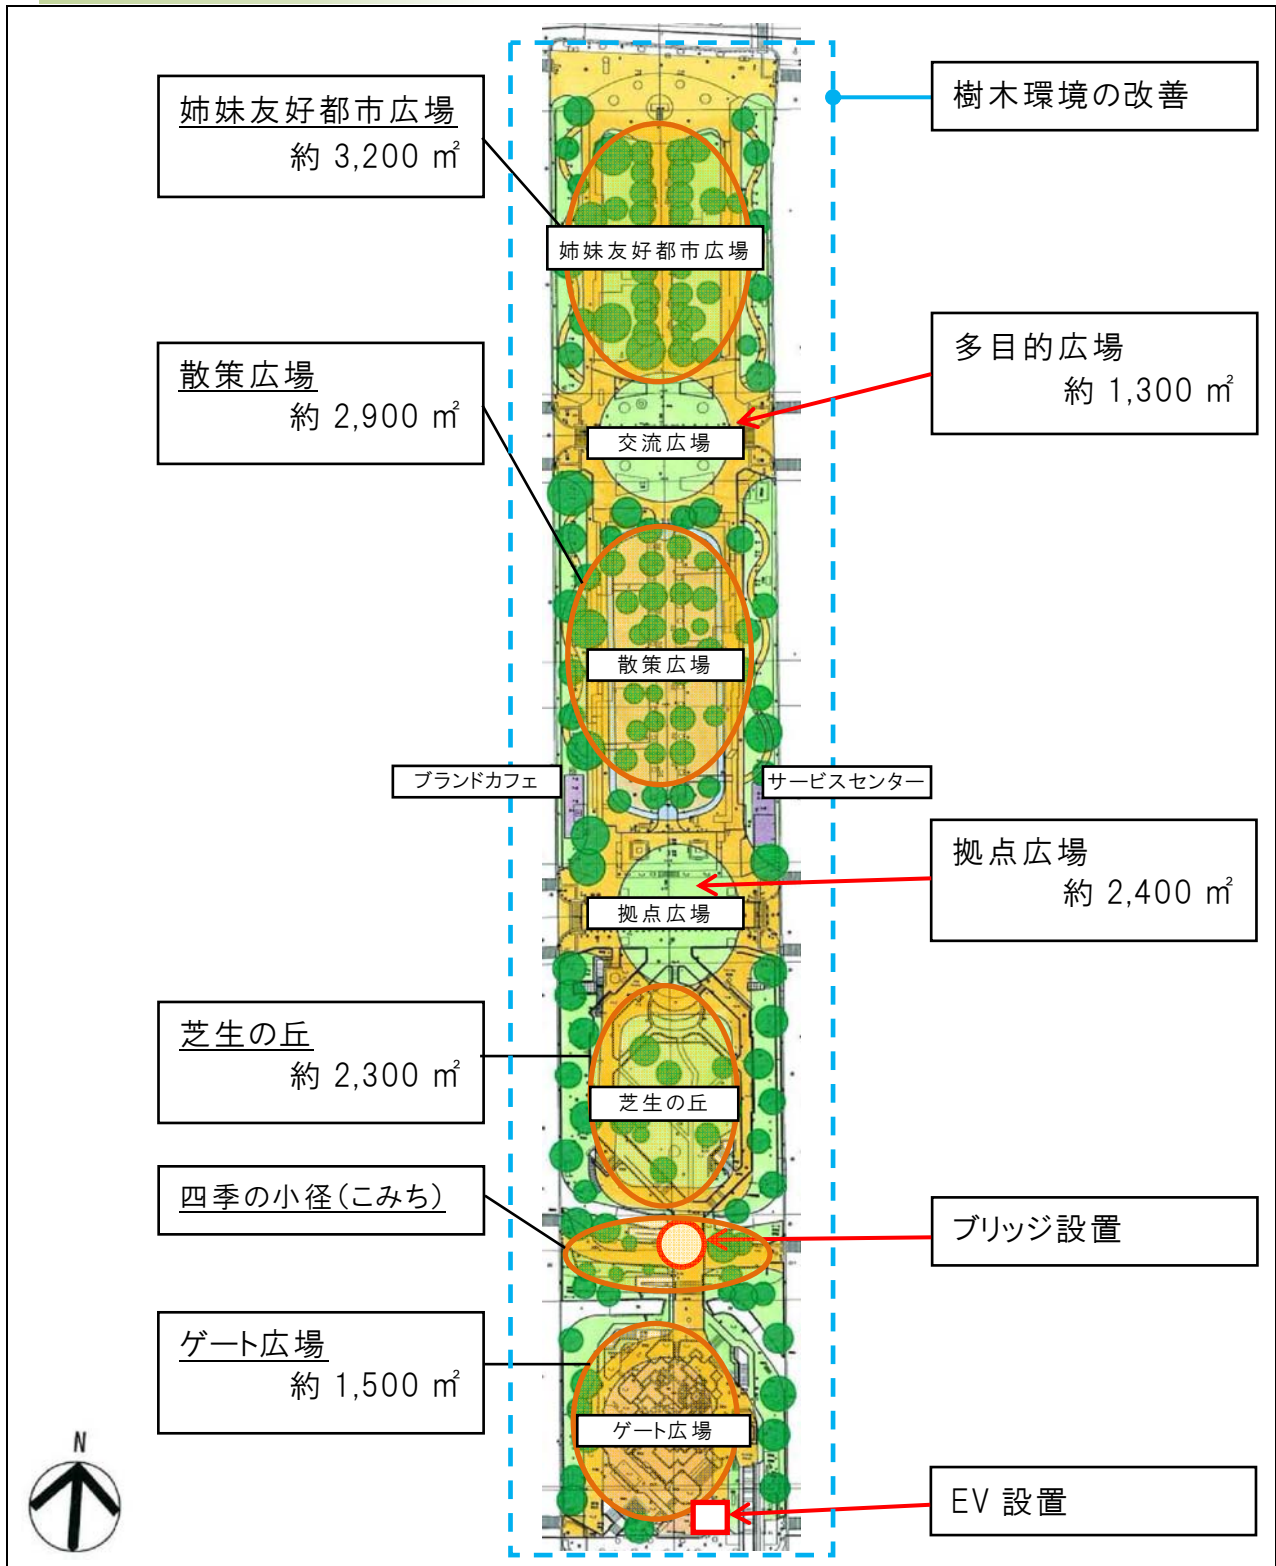 姉妹友好都市広場
約 3,200 ㎡
樹木環境の改善
姉妹友好都市広場
多目的広場
約 1,300 ㎡
散策広場
約 2,900 ㎡
交流広場
散策広場
ブランドカフェ
サービスセンター
拠点広場
約 2,400 ㎡
拠点広場
芝生の丘
約 2,300 ㎡
芝生の丘
四季の小径(こみち)
ブリッジ設置
ゲート広場
約 1,500 ㎡
ゲート広場
N
EV 設置